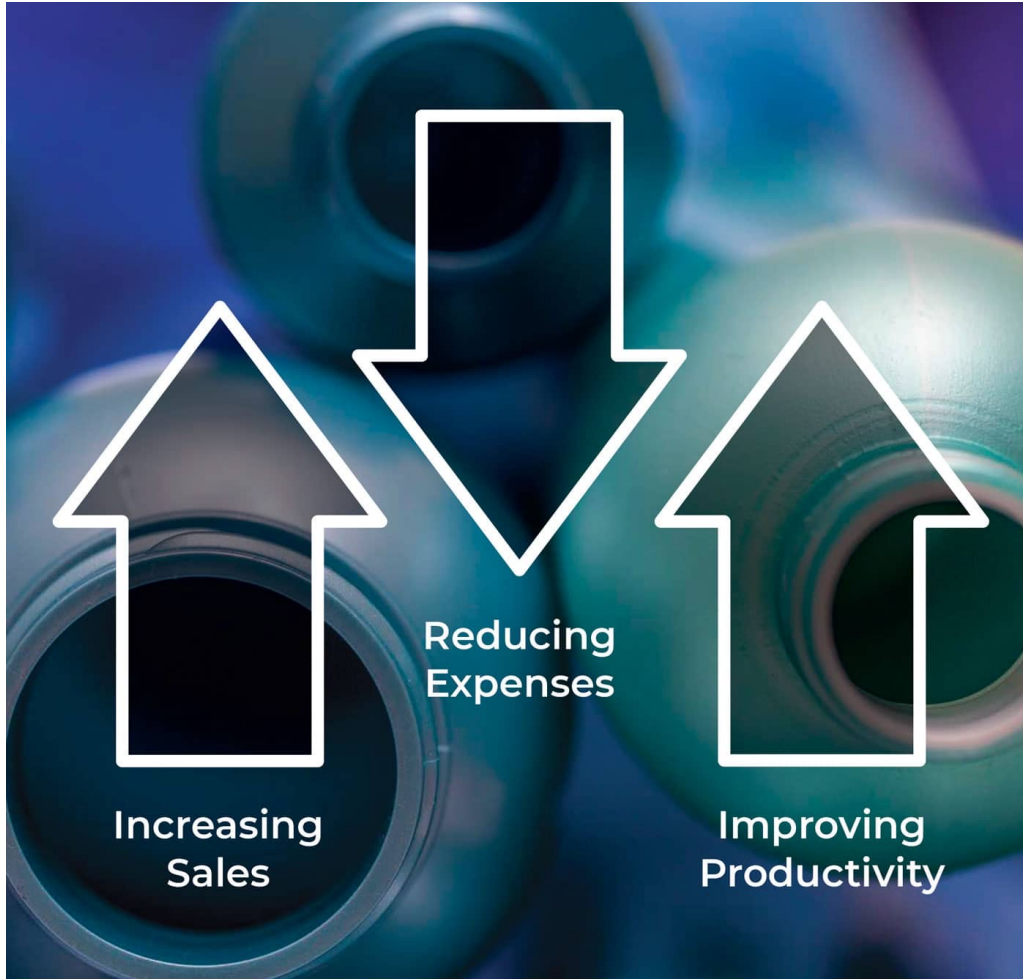 Increasing
Sales
Reducing
Expenses
Improving
Productivity